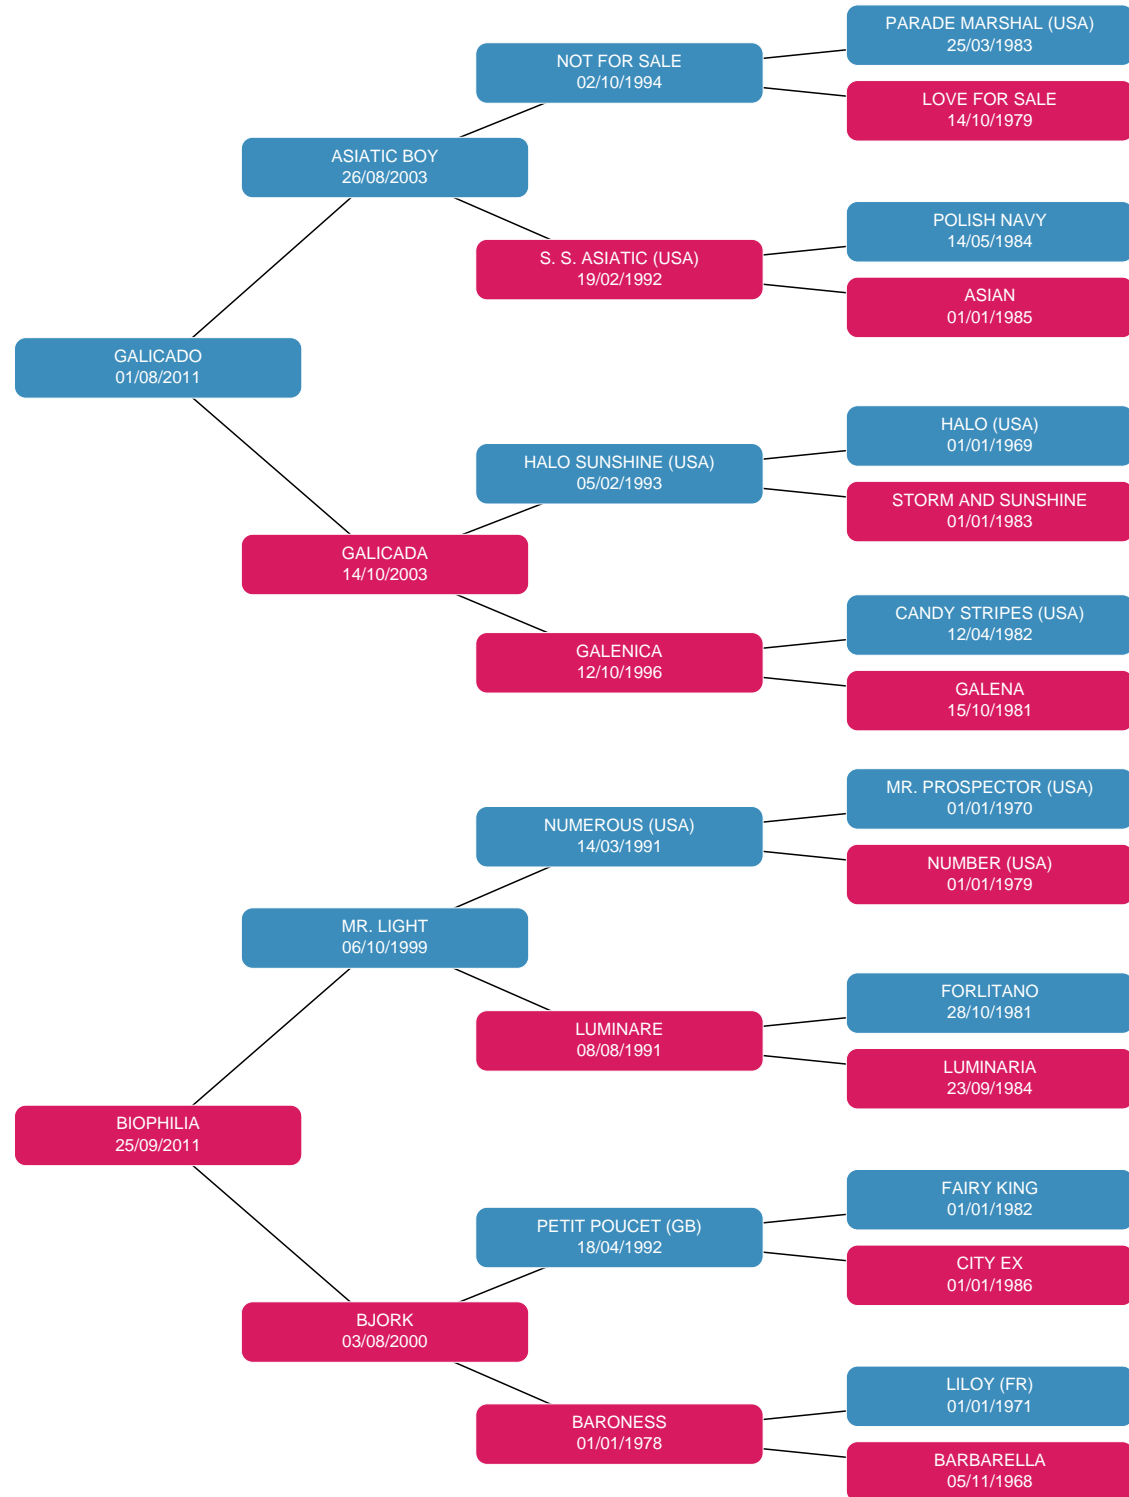 PARADE MARSHAL (USA)
25/03/1983
NOT FOR SALE
02/10/1994
LOVE FOR SALE
14/10/1979
ASIATIC BOY
26/08/2003
POLISH NAVY
14/05/1984
S. S. ASIATIC (USA)
19/02/1992
ASIAN
01/01/1985
GALICADO
01/08/2011
HALO (USA)
01/01/1969
HALO SUNSHINE (USA)
05/02/1993
STORM AND SUNSHINE
01/01/1983
GALICADA
14/10/2003
CANDY STRIPES (USA)
12/04/1982
GALENICA
12/10/1996
GALENA
15/10/1981
MR. PROSPECTOR (USA)
01/01/1970
NUMEROUS (USA)
14/03/1991
NUMBER (USA)
01/01/1979
MR. LIGHT
06/10/1999
FORLITANO
28/10/1981
LUMINARE
08/08/1991
LUMINARIA
23/09/1984
BIOPHILIA
25/09/2011
FAIRY KING
01/01/1982
PETIT POUCET (GB)
18/04/1992
CITY EX
01/01/1986
BJORK
03/08/2000
LILOY (FR)
01/01/1971
BARONESS
01/01/1978
BARBARELLA
05/11/1968